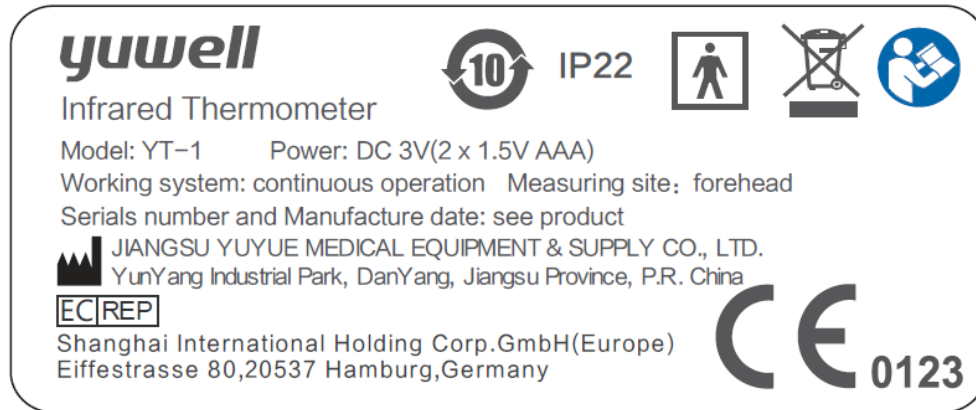 yuwell
10 IP22
Infrared Thermometer
Model: YT-1 Power: DC 3V(2 x 1.5V AAA)
Working system: continuous operation Measuring site: forehead
Serials number and Manufacture date: see product
JIANGSU YUYUE MEDICAL EQUIPMENT & SUPPLY CO., LTD.
YunYang Industrial Park, DanYang, Jiangsu Province, P.R. China
EC REP
Shanghai International Holding Corp.GmbH(Europe)
Eiffestrasse 80,20537 Hamburg,Germany
CE 0123